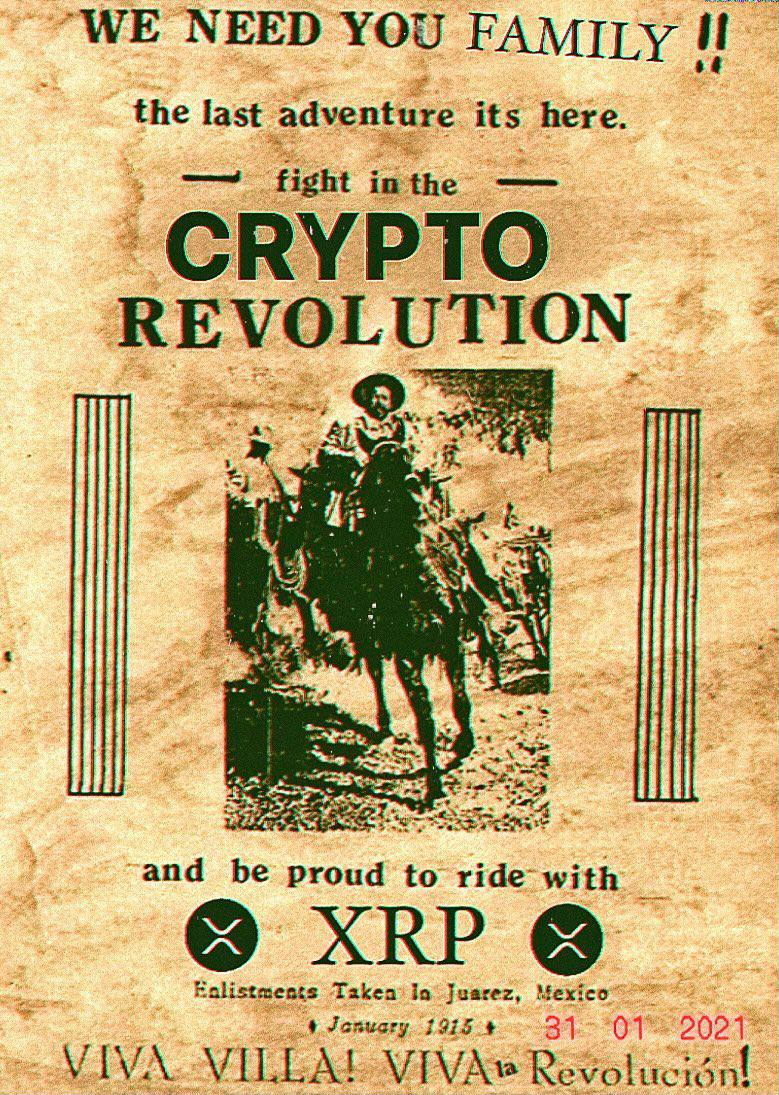 WE NEED YOU FAMILY !!
the last adventure its here.
— fight in the —
CRYPTO
REVOLUTION
and be proud to ride with
XRP
Enlistments Taken In Juarez, Mexico
January 1915
31 01 2021
VIVA VILLA! VIVA la Revolución!